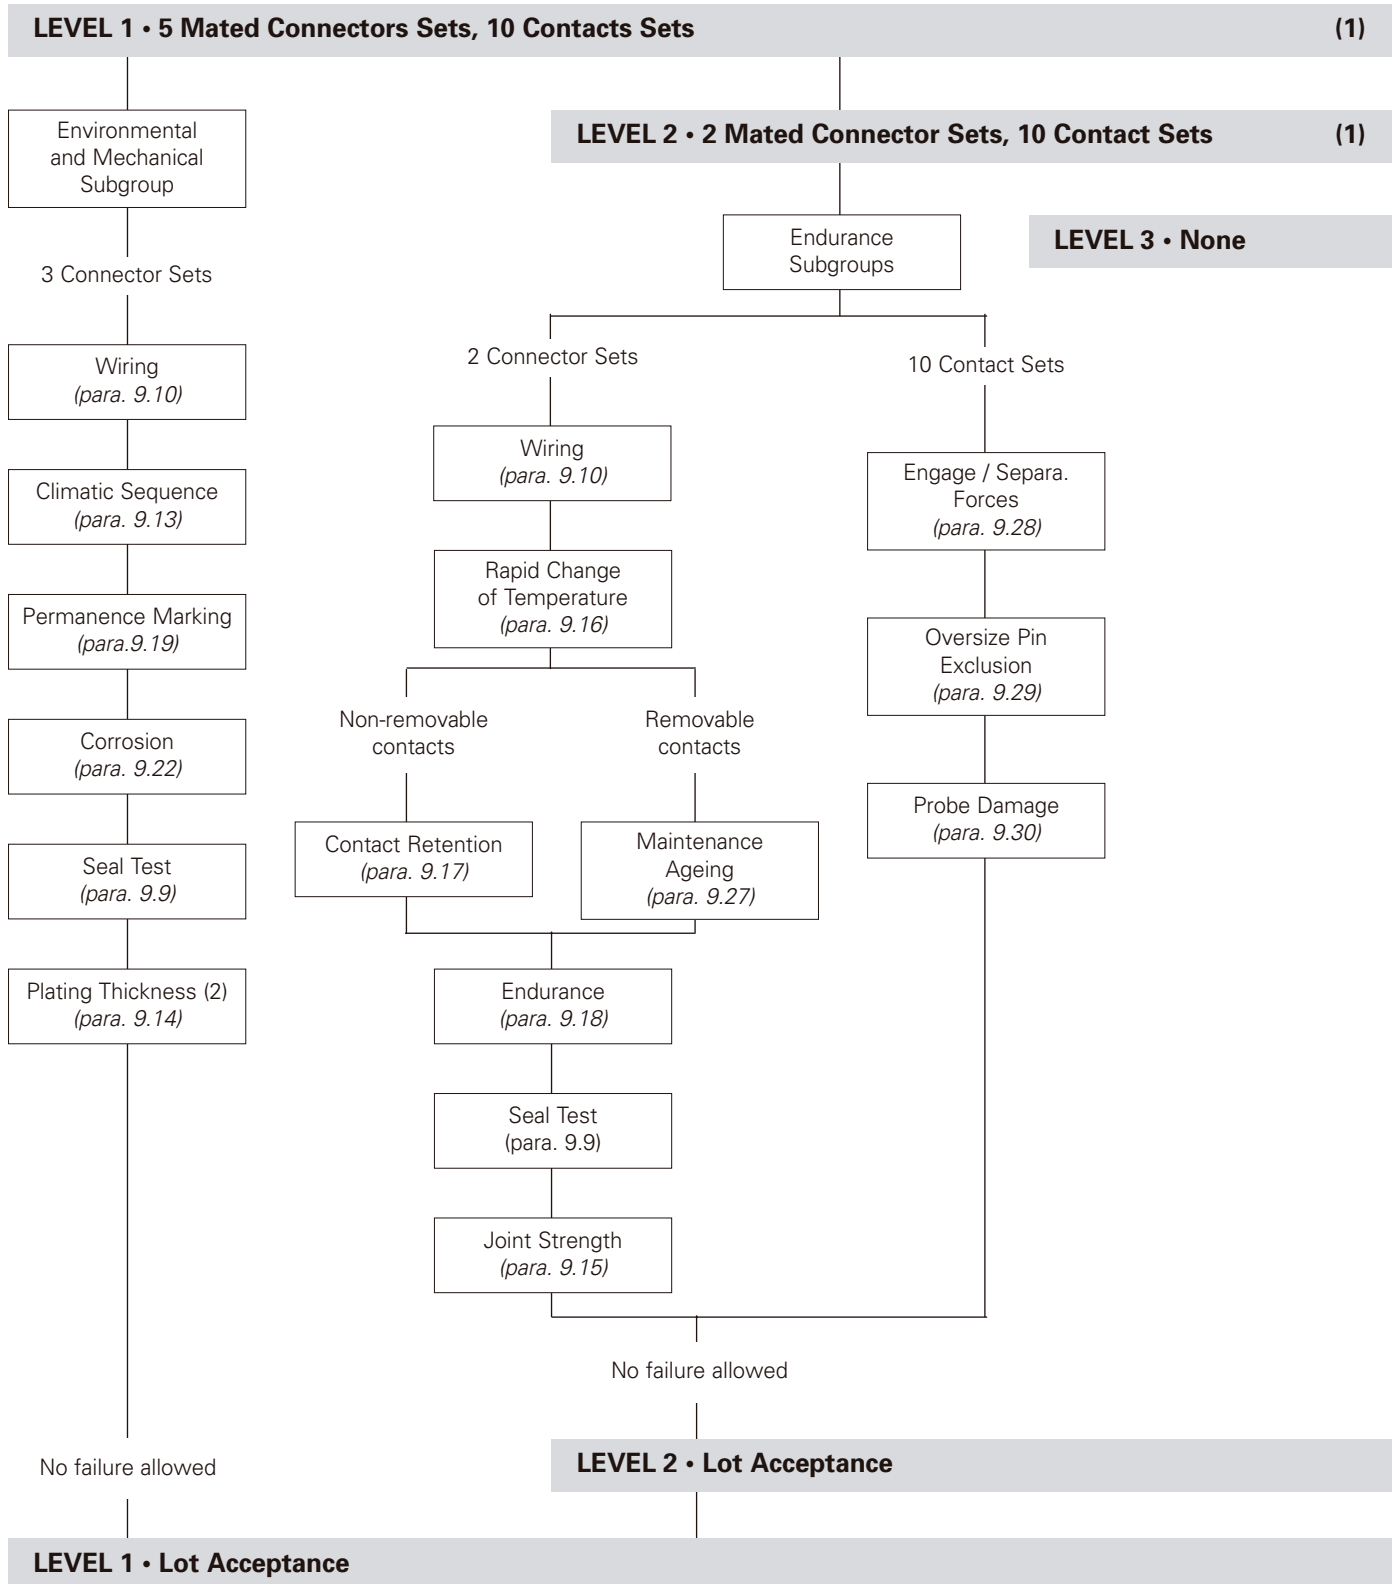 LEVEL 1 • 5 Mated Connectors Sets, 10 Contacts Sets (1)
Environmental
and Mechanical
Subgroup
3 Connector Sets
Wiring
(para. 9.10)
Climatic Sequence
(para. 9.13)
Permanence Marking
(para.9.19)
Corrosion
(para. 9.22)
Seal Test
(para. 9.9)
Plating Thickness (2)
(para. 9.14)
No failure allowed
LEVEL 2 • 2 Mated Connector Sets, 10 Contact Sets (1)
Endurance
Subgroups
LEVEL 3 • None
2 Connector Sets
Wiring
(para. 9.10)
Rapid Change
of Temperature
(para. 9.16)
Non-removable
contacts
Contact Retention
(para. 9.17)
Removable
contacts
Maintenance
Ageing
(para. 9.27)
Endurance
(para. 9.18)
Seal Test
(para. 9.9)
Joint Strength
(para. 9.15)
10 Contact Sets
Engage / Separa.
Forces
(para. 9.28)
Oversize Pin
Exclusion
(para. 9.29)
Probe Damage
(para. 9.30)
No failure allowed
LEVEL 2 • Lot Acceptance
LEVEL 1 • Lot Acceptance